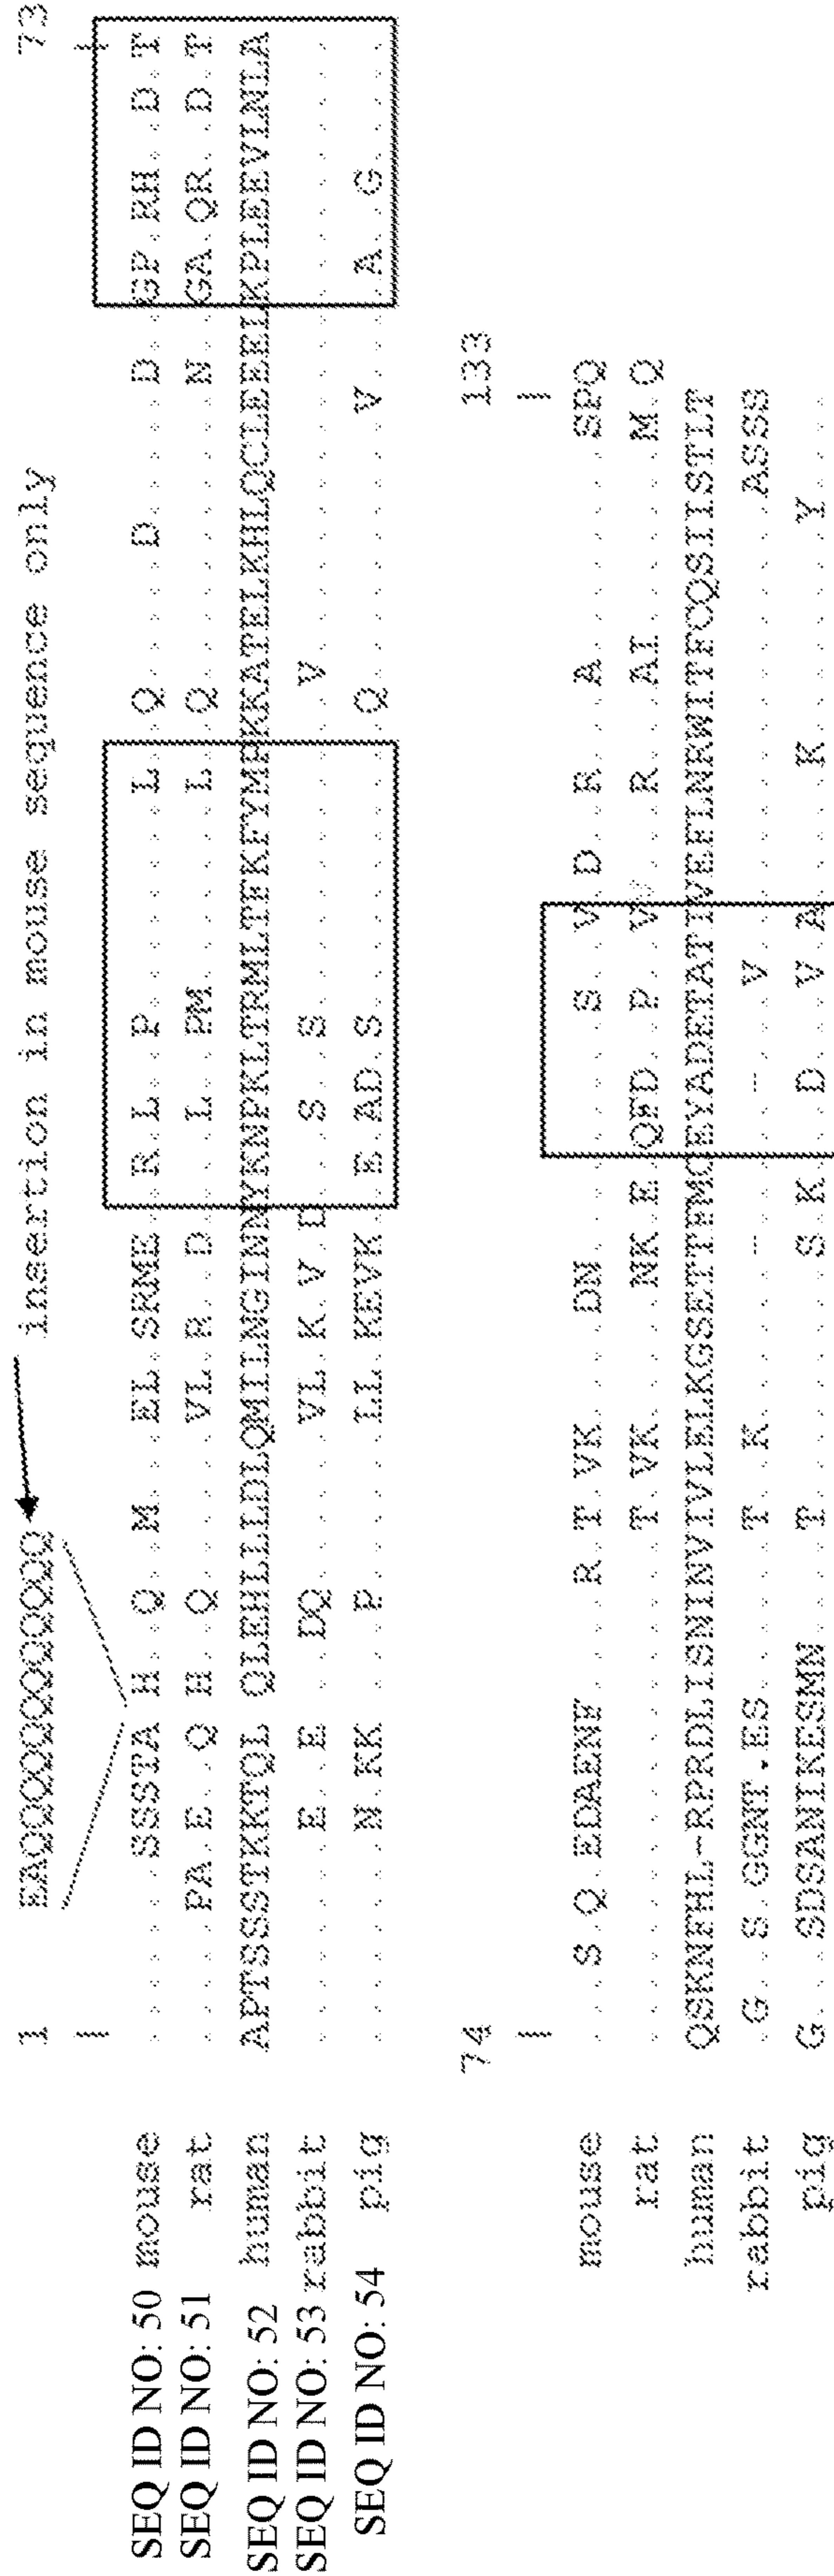 1 73
EAQQQQQQQQQQQQ insertion in mouse sequence only
SEQ ID NO: 50 mouse .......SSSTA H..Q..M...EL.SRME..R.L..P........L..Q.....D.....D..GP.RH..D.T
SEQ ID NO: 51 rat .....PA.E..Q H..Q......VL.R..D....L..PM.......L..Q...........N..GA.QR..D.T
SEQ ID NO: 52 human APTSSSTKKTQL QLEHLLLDLQMILNGINNYKNPKLTRMLTFKFYMPKKATELKHLQCLEEELKPLEEVLNLA
SEQ ID NO: 53 rabbit ........E..E ...DQ.....VL.K.V.D....S..S............V.......................
SEQ ID NO: 54 pig ........N.KK ....P.....LL.KEVK..E.AD.S...........Q..........V....A..G.....
74 133
mouse ...S.Q.EDAENF....R.T.VK....DN.........S..V.D..R...A..........SPQ
rat ..................T.VK....NK.E.QFD..P.V....R...AI..........M.Q
human QSKNFHL-RPRDLISNINVIVLELKGSETTFMCEYADETATIVEFLNRWITFCQSIISTLT
rabbit .G..S.GGNT.ES......T..K......-....-...V................ASSS
pig G...SDSANIKESMN....T........S.K..D...V.A....K.......Y....